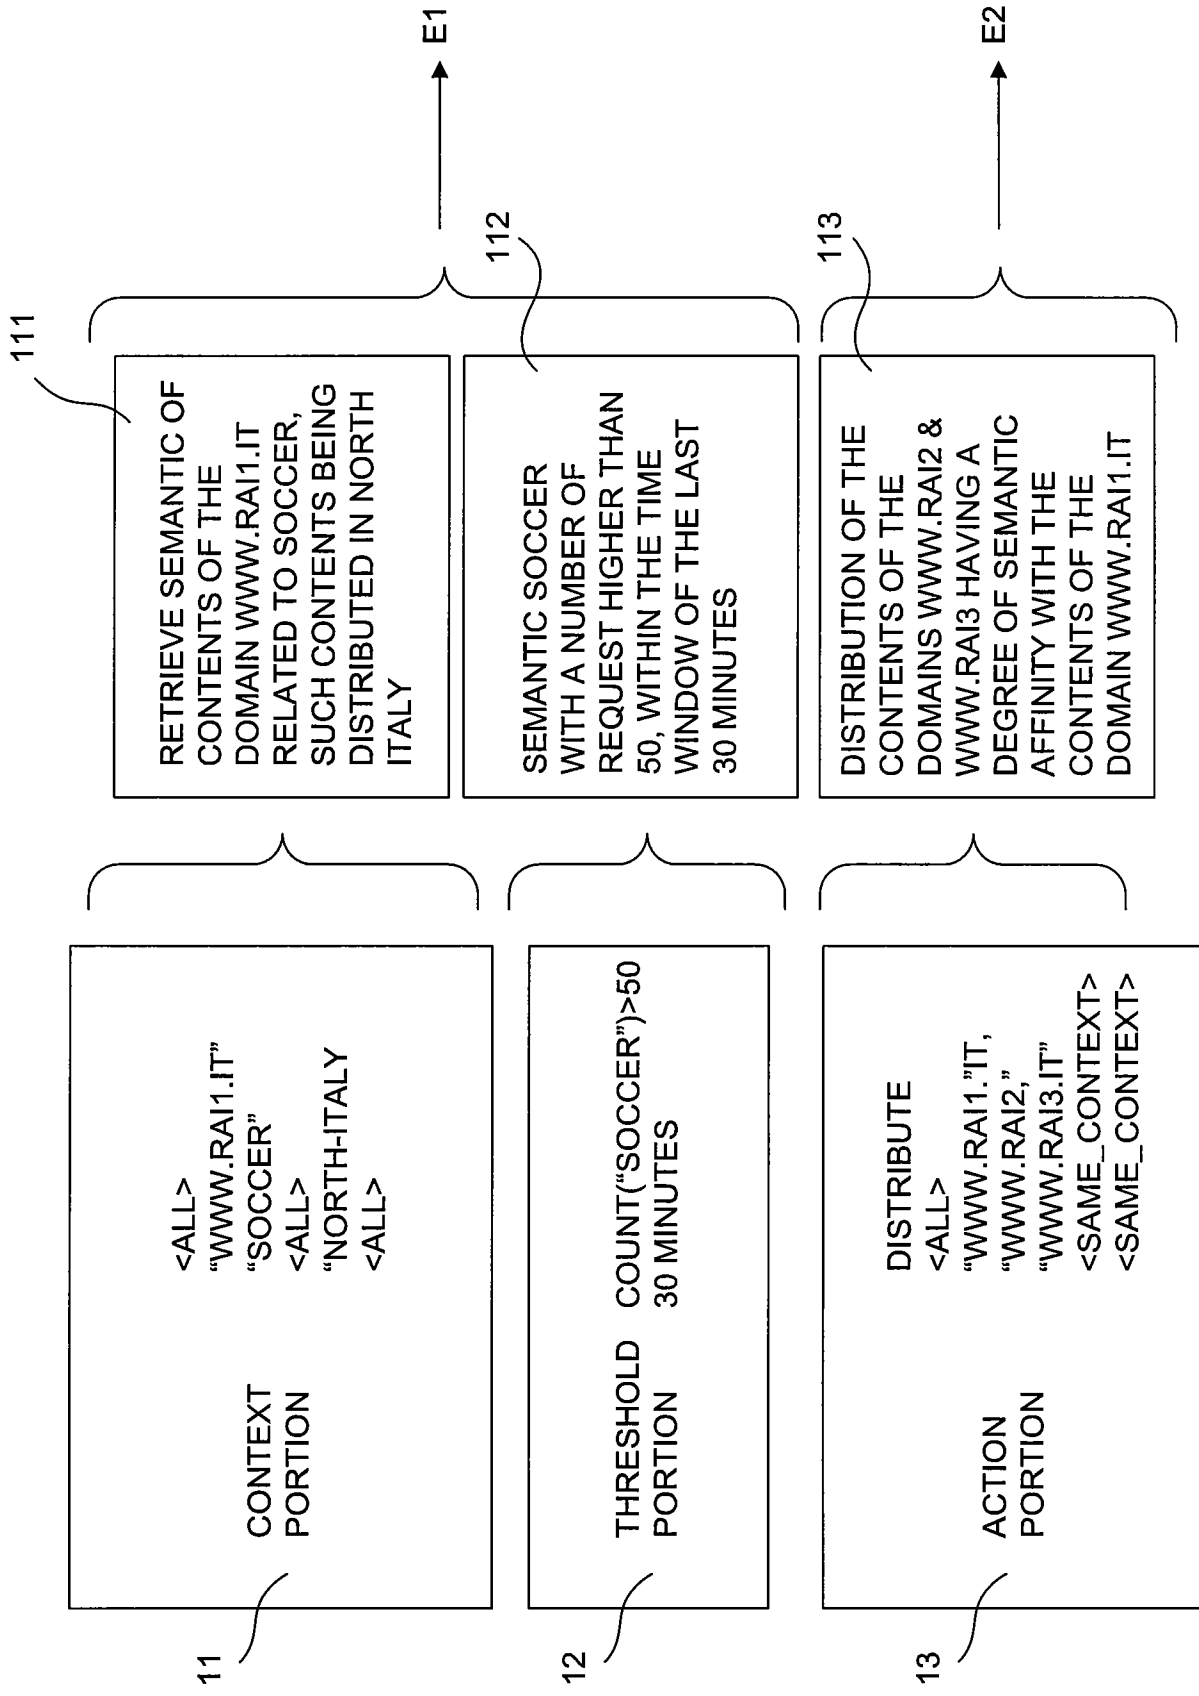 11
CONTEXT
PORTION
<ALL>
“WWW.RAI1.IT”
“SOCCER”
<ALL>
“NORTH-ITALY
<ALL>
111
RETRIEVE SEMANTIC OF
CONTENTS OF THE
DOMAIN WWW.RAI1.IT
RELATED TO SOCCER,
SUCH CONTENTS BEING
DISTRIBUTED IN NORTH
ITALY
E1
12
THRESHOLD
PORTION
COUNT(“SOCCER”)>50
30 MINUTES
112
SEMANTIC SOCCER
WITH A NUMBER OF
REQUEST HIGHER THAN
50, WITHIN THE TIME
WINDOW OF THE LAST
30 MINUTES
13
ACTION
PORTION
DISTRIBUTE
<ALL>
“WWW.RAI1.”IT,
“WWW.RAI2,”
“WWW.RAI3.IT”
<SAME_CONTEXT>
<SAME_CONTEXT>
113
DISTRIBUTION OF THE
CONTENTS OF THE
DOMAINS WWW.RAI2 &
WWW.RAI3 HAVING A
DEGREE OF SEMANTIC
AFFINITY WITH THE
CONTENTS OF THE
DOMAIN WWW.RAI1.IT
E2